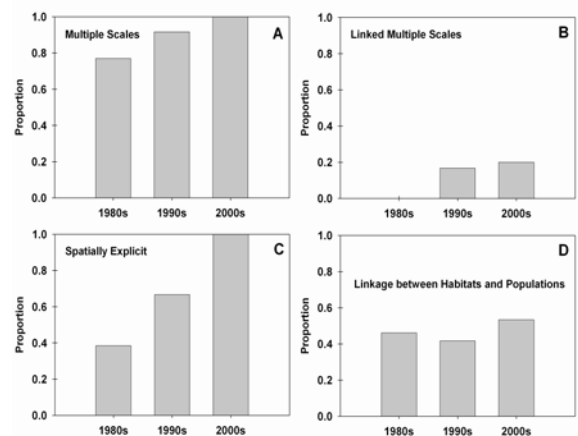 1.0
Multiple Scales
A
0.8
0.6
0.4
0.2
0.0
Proportion
1980s 1990s 2000s
1.0
Linked Multiple Scales
B
0.8
0.6
0.4
0.2
0.0
Proportion
1980s 1990s 2000s
1.0
Spatially Explicit
C
0.8
0.6
0.4
0.2
0.0
Proportion
1980s 1990s 2000s
1.0
D
0.8
Linkage between Habitats and Populations
0.6
0.4
0.2
0.0
Proportion
1980s 1990s 2000s